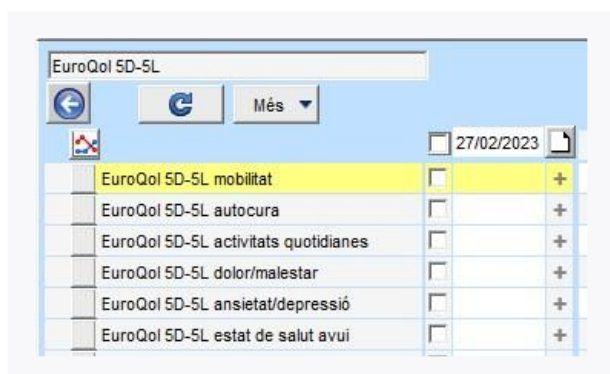 EuroQol 5D-5L
Més
27/02/2023
EuroQol 5D-5L mobilitat
EuroQol 5D-5L autocura
EuroQol 5D-5L activitats quotidianes
EuroQol 5D-5L dolor/malestar
EuroQol 5D-5L ansietat/depressió
EuroQol 5D-5L estat de salut avui